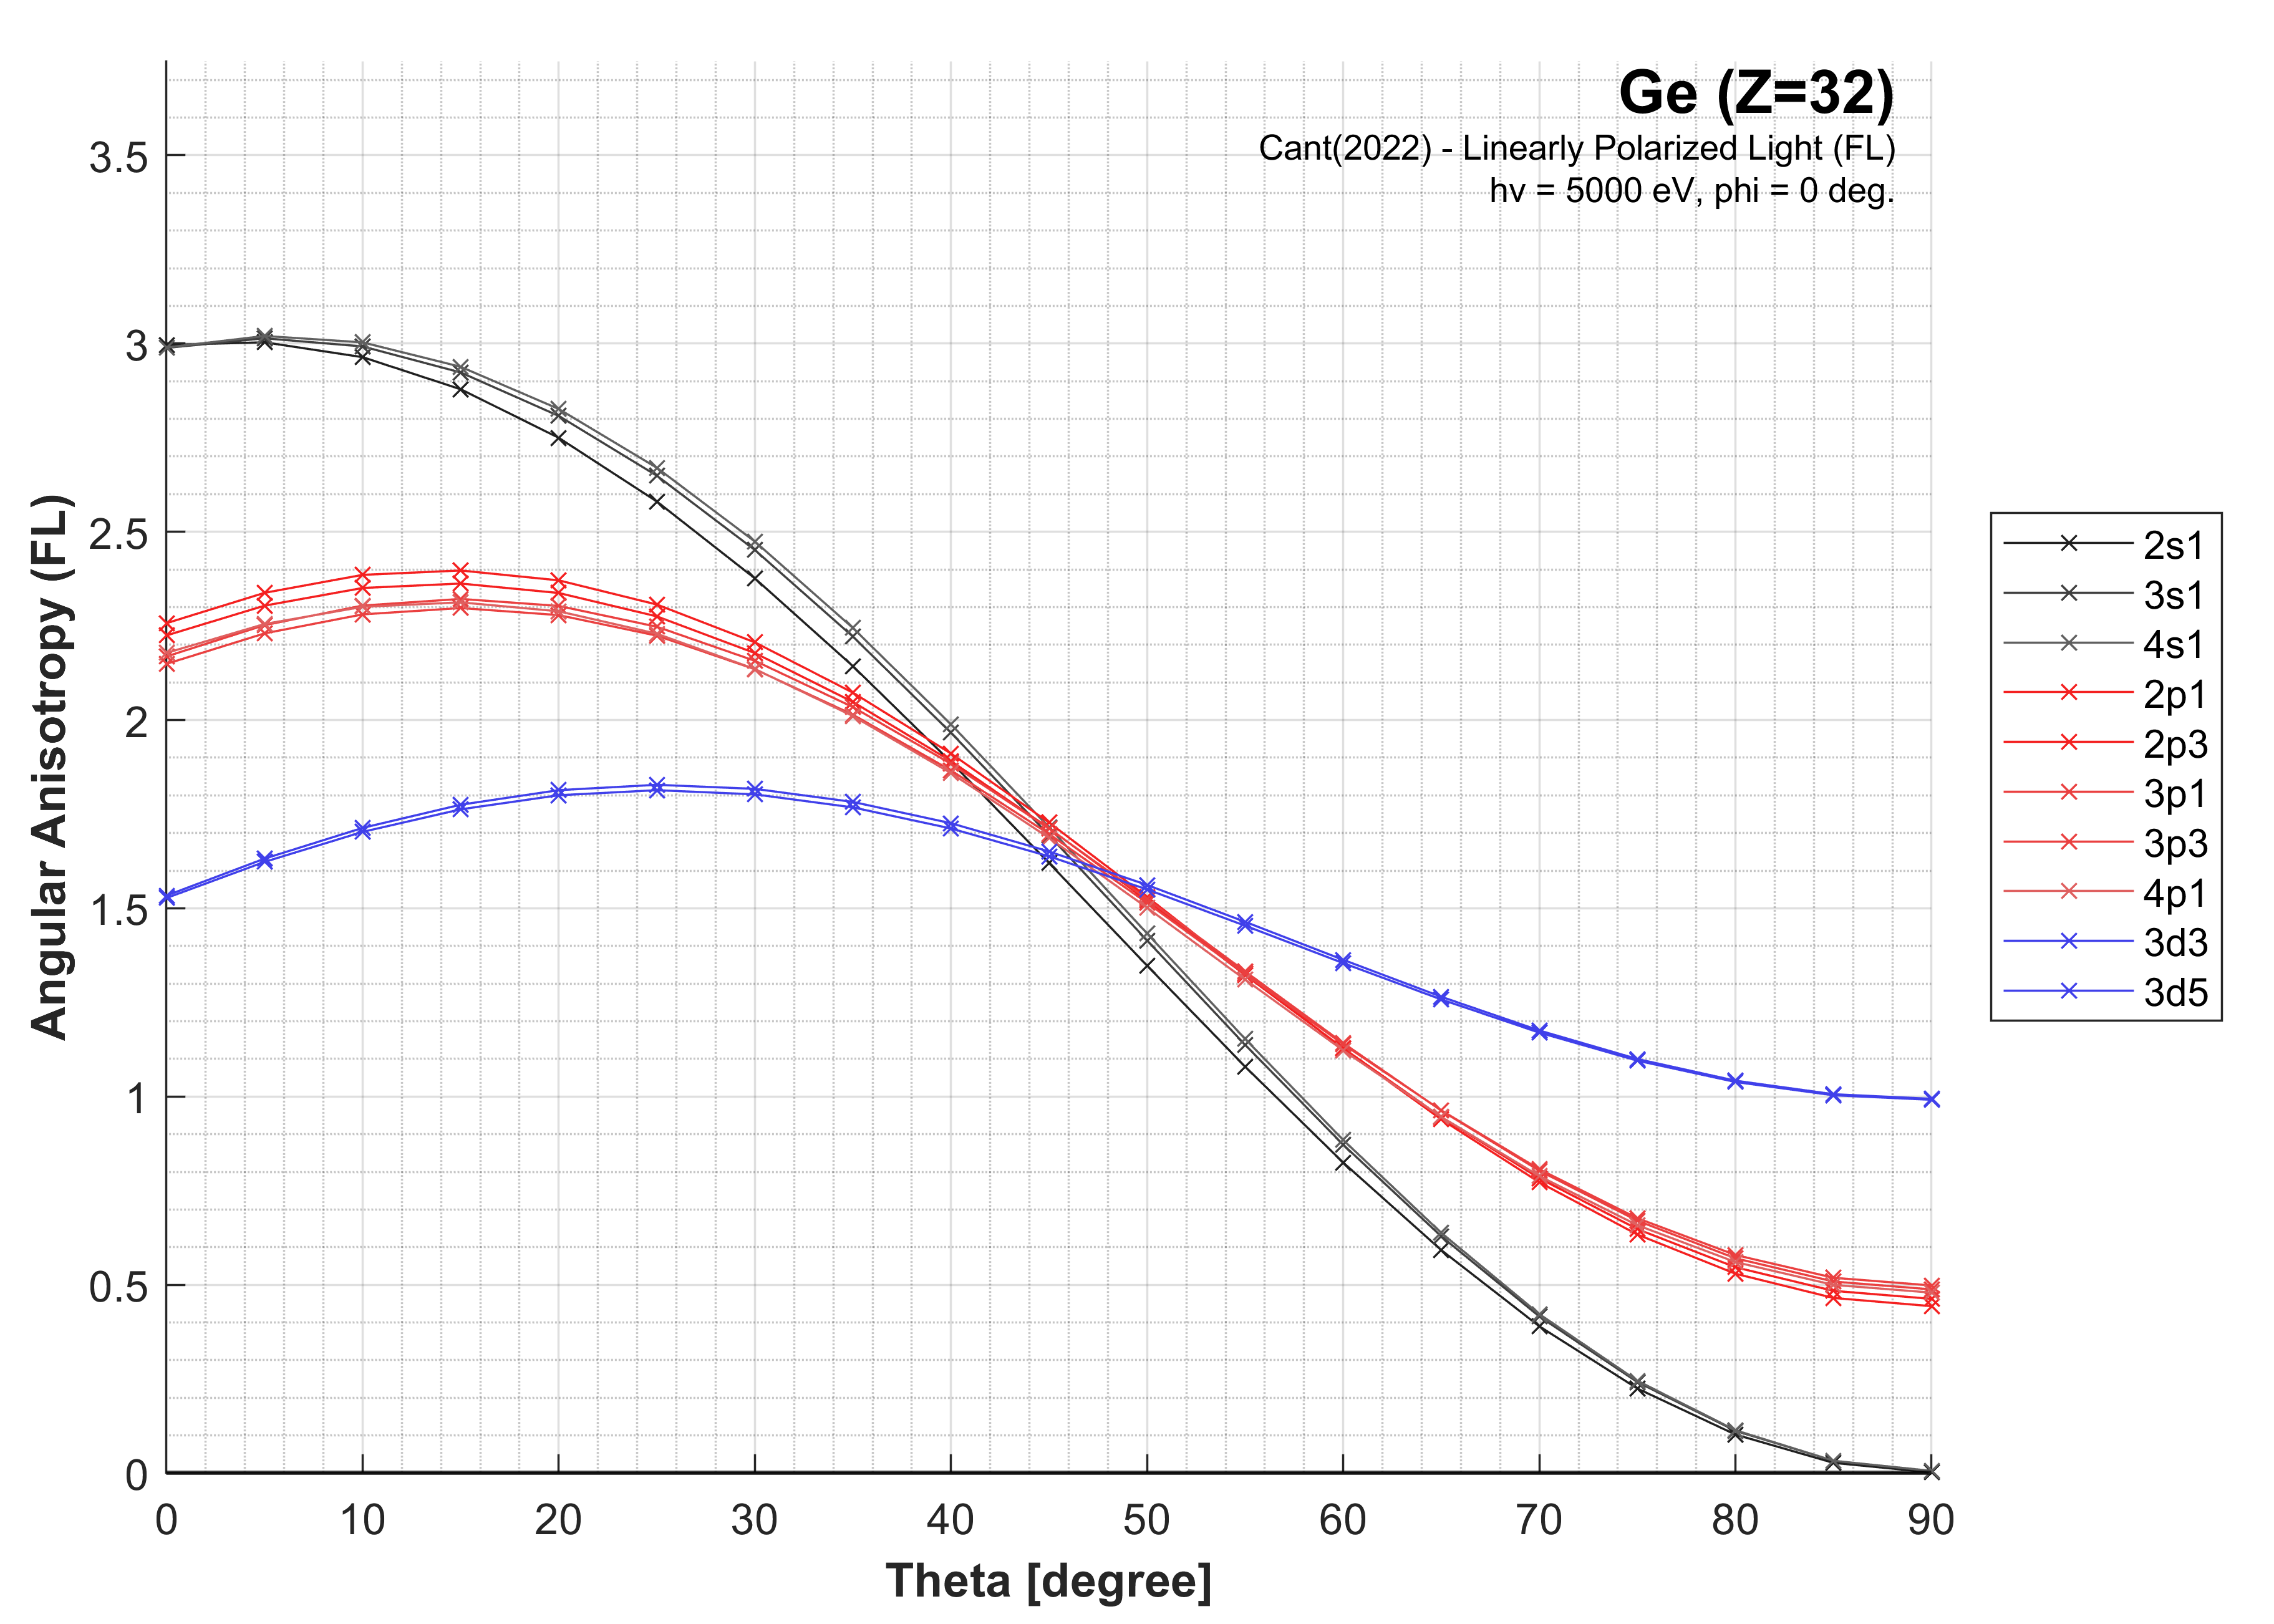 Ge (Z=32)
Cant(2022) - Linearly Polarized Light (FL)
hv = 5000 eV, phi = 0 deg.
3.5
3
2.5
2
1.5
1
0.5
0
Angular Anisotropy (FL)
0 10 20 30 40 50 60 70 80 90
Theta [degree]
2s1
3s1
4s1
2p1
2p3
3p1
3p3
4p1
3d3
3d5